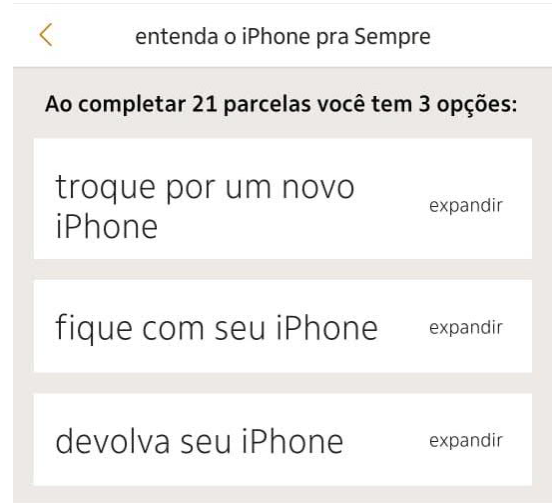 entenda o iPhone pra Sempre
Ao completar 21 parcelas você tem 3 opções:
troque por um novo
iPhone
expandir
fique com seu iPhone
expandir
devolva seu iPhone
expandir